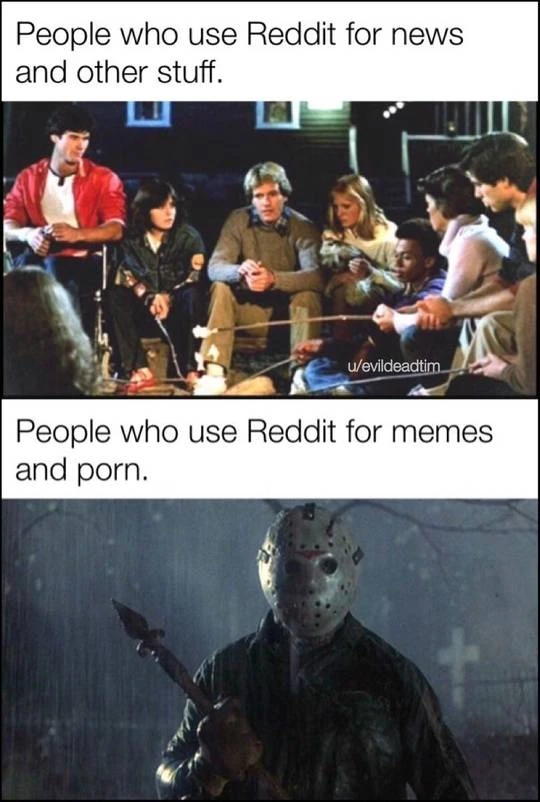 People who use Reddit for news
and other stuff.
u/evildeadtim
People who use Reddit for memes
and porn.